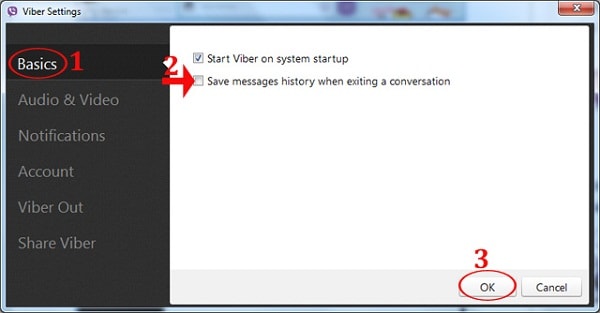 Viber Settings
Basics 1
Audio & Video
Notifications
Account
Viber Out
Share Viber
Start Viber on system startup
2
Save messages history when exiting a conversation
3
OK
Cancel